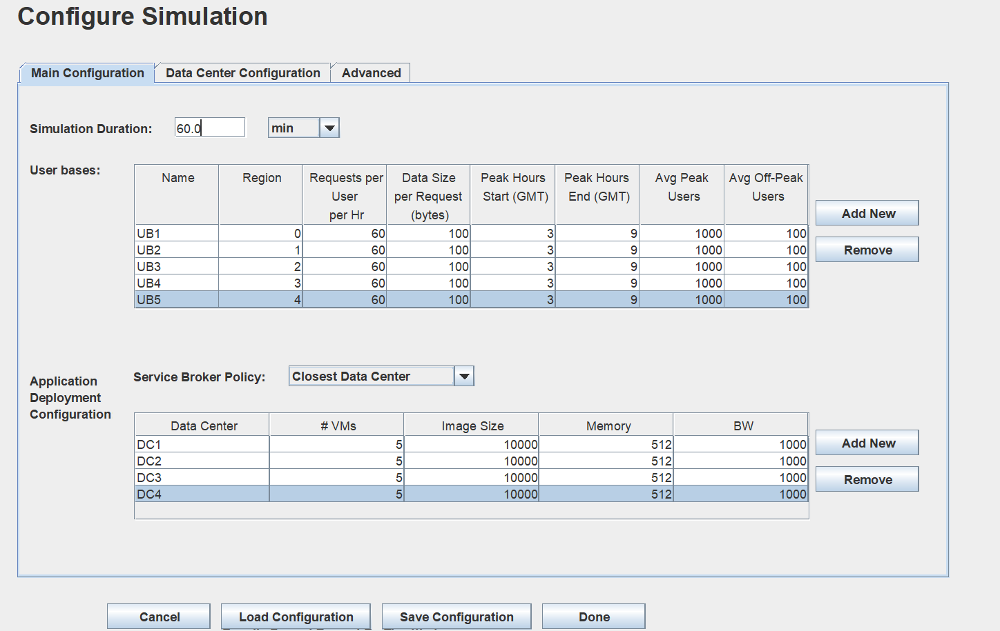 Configure Simulation
Main Configuration Data Center Configuration Advanced
Simulation Duration: 60.0 min
User bases:
Name Region Requests per User per Hr Data Size per Request (bytes) Peak Hours Start (GMT) Peak Hours End (GMT) Avg Peak Users Avg Off-Peak Users
UB1 0 60 100 3 9 1000 100
UB2 1 60 100 3 9 1000 100
UB3 2 60 100 3 9 1000 100
UB4 3 60 100 3 9 1000 100
UB5 4 60 100 3 9 1000 100
Add New
Remove
Application
Deployment
Configuration
Service Broker Policy: Closest Data Center
Data Center # VMs Image Size Memory BW
DC1 5 10000 512 1000
DC2 5 10000 512 1000
DC3 5 10000 512 1000
DC4 5 10000 512 1000
Add New
Remove
Cancel Load Configuration Save Configuration Done